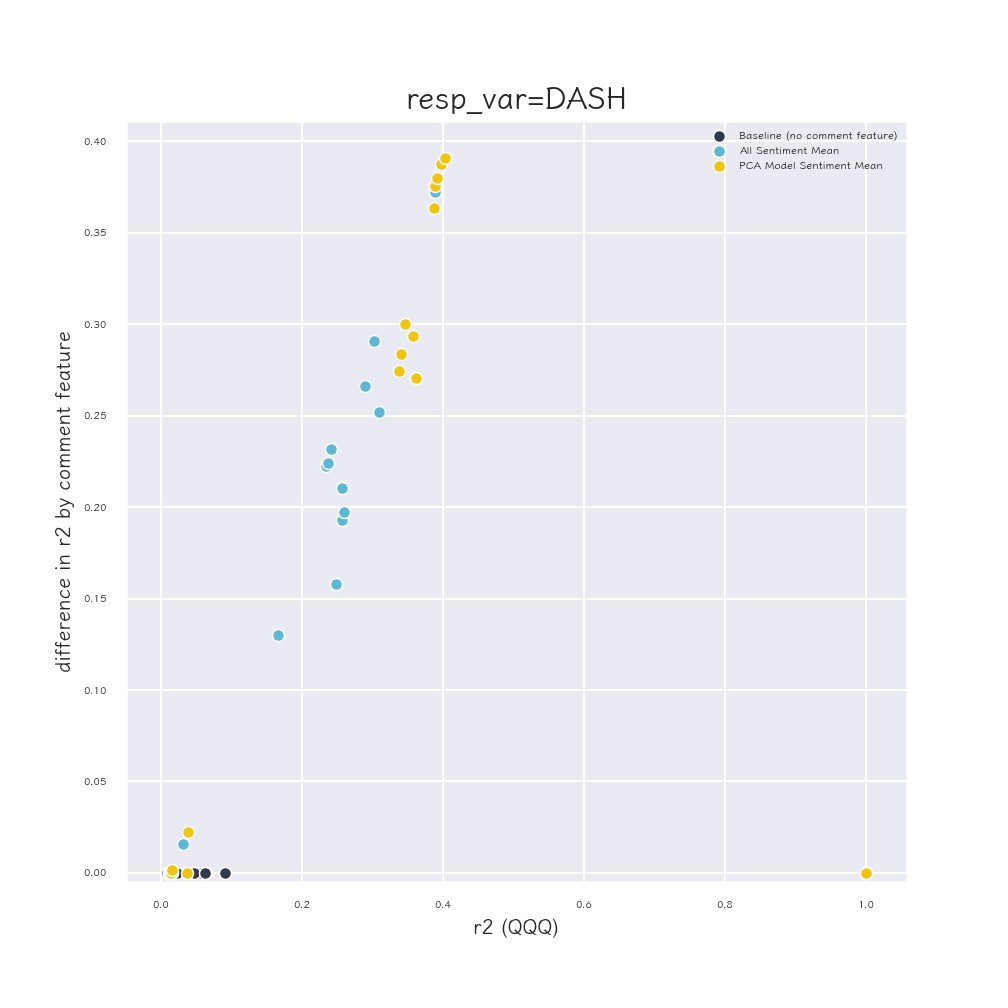 resp_var=DASH
Baseline (no comment feature)
All Sentiment Mean
PCA Model Sentiment Mean
difference in r2 by comment feature
0.40
0.35
0.30
0.25
0.20
0.15
0.10
0.05
0.00
0.0 0.2 0.4 0.6 0.8 1.0
r2 (QQQ)